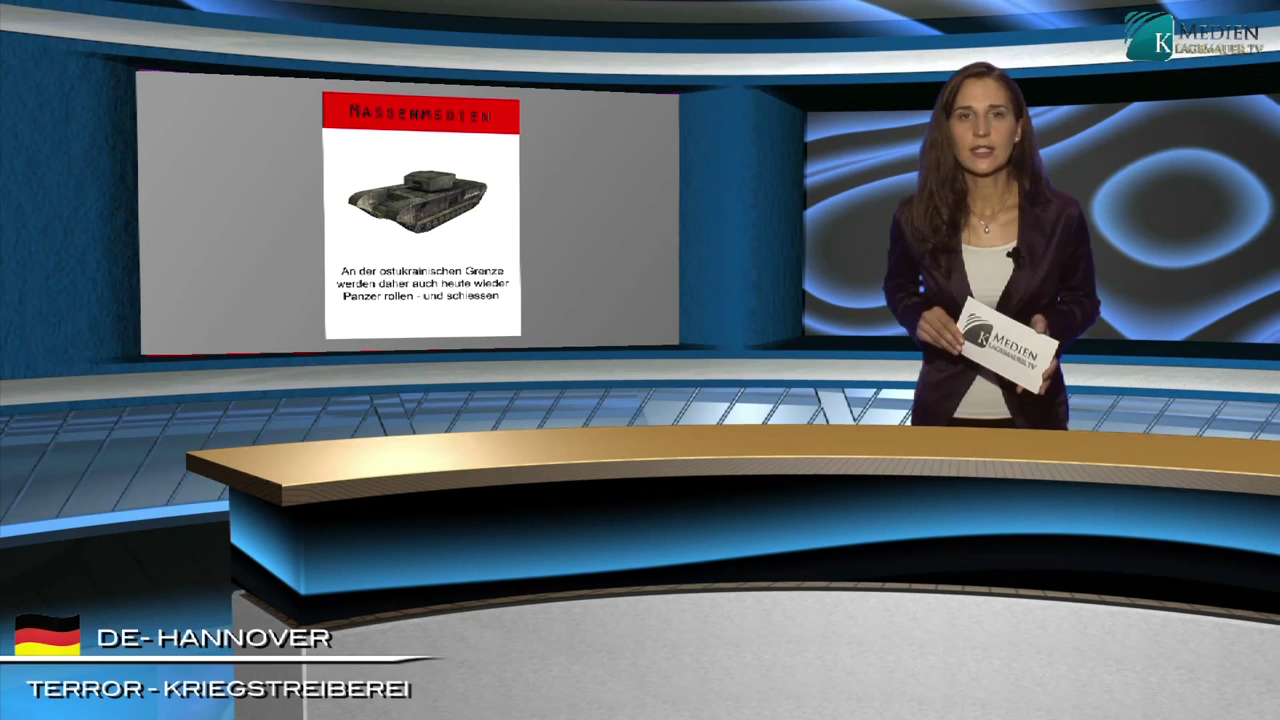 MEDIEN
KLAGEMAUER.TV
MASSENMEDIEN
An der ostukrainischen Grenze
werden daher auch heute wieder
Panzer rollen - und schiessen
K MEDIEN
KLAGEMAUER.TV
DE- HANNOVER
TERROR - KRIEGSTREIBEREI